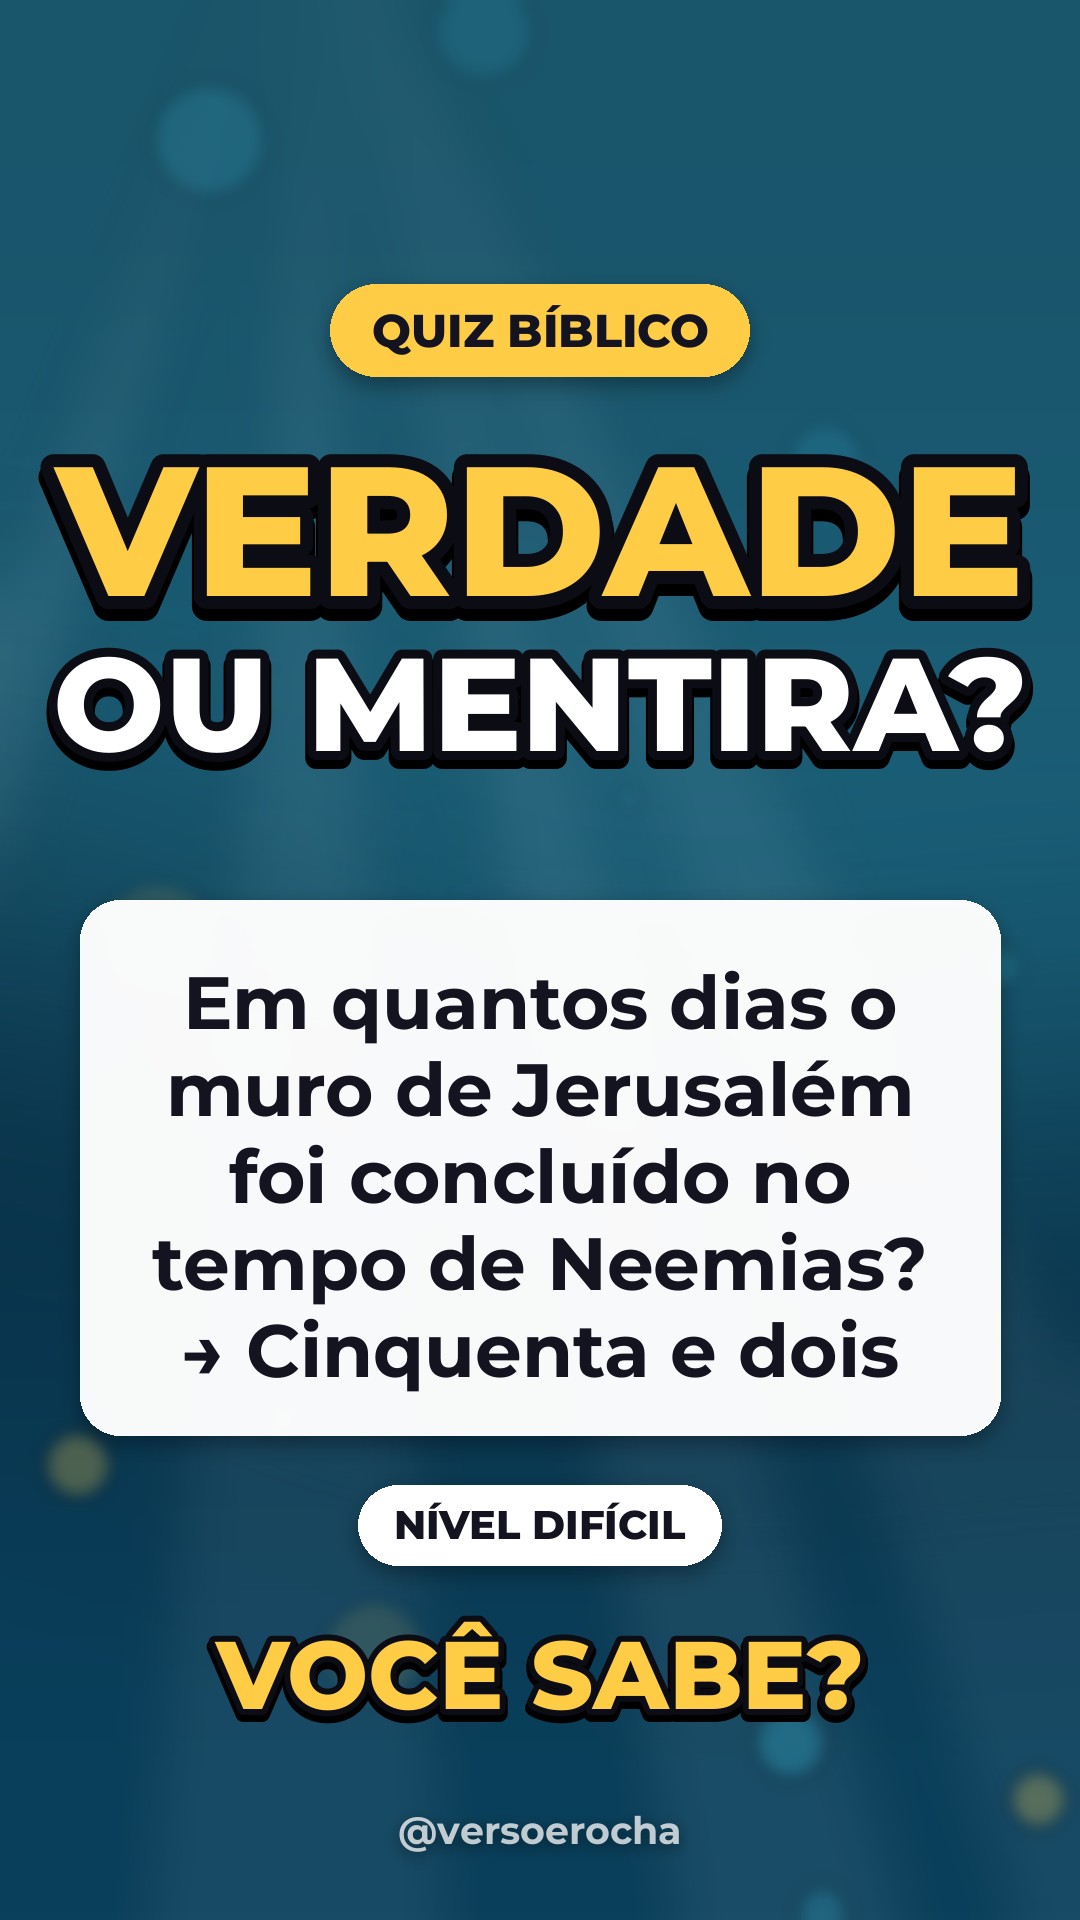 QUIZ BÍBLICO
VERDADE
OU MENTIRA?
Em quantos dias o
muro de Jerusalém
foi concluído no
tempo de Neemias?
→ Cinquenta e dois
NÍVEL DIFÍCIL
VOCÊ SABE?
@versoerocha